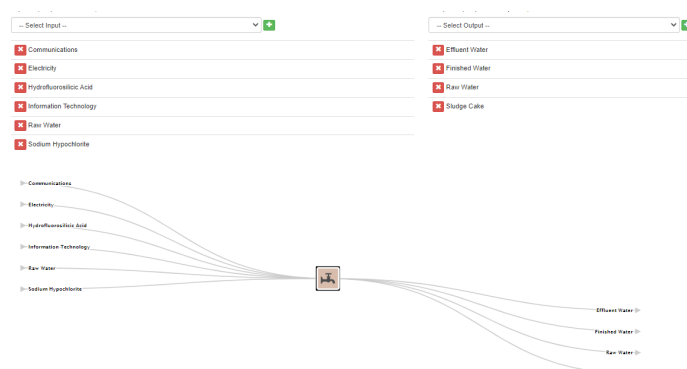 -- Select Input --
Communications
Electricity
Hydrofluorosilicic Acid
Information Technology
Raw Water
Sodium Hypochlorite
-- Select Output --
Effluent Water
Finished Water
Raw Water
Sludge Cake
Communications
Electricity
Hydrofluorosilicic Acid
Information Technology
Raw Water
Sodium Hypochlorite
Effluent Water
Finished Water
Raw Water